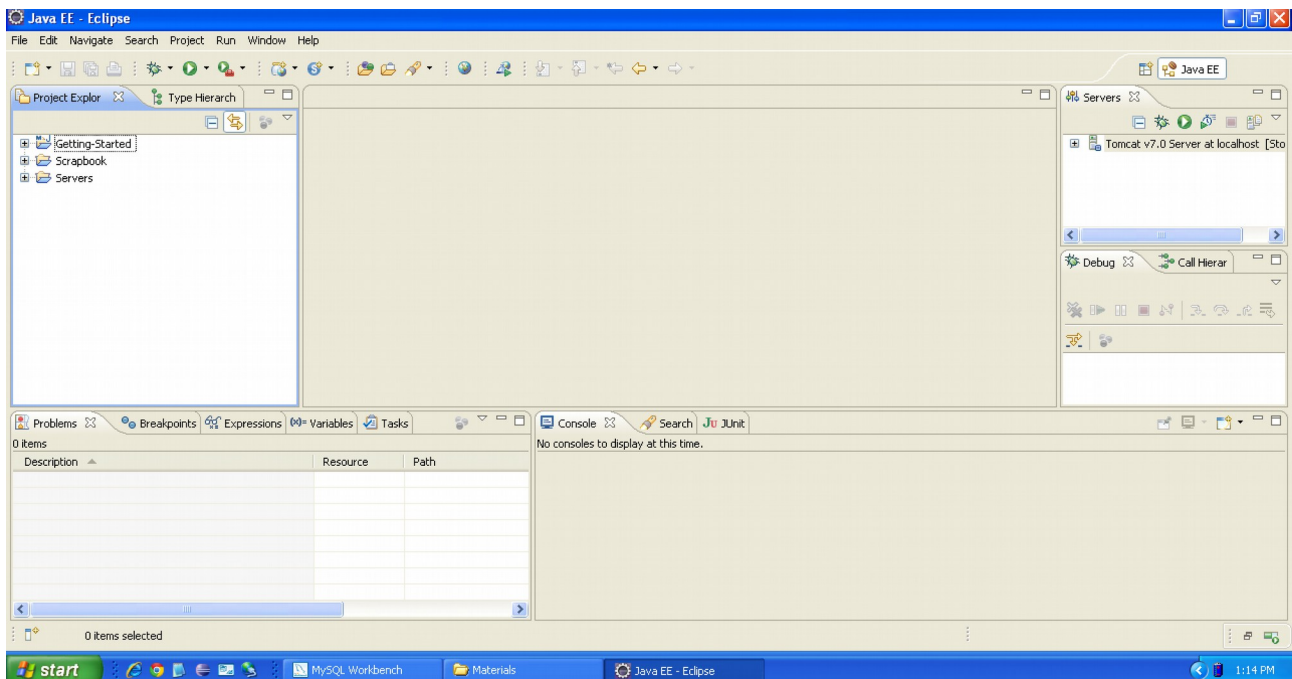 Java EE - Eclipse
File Edit Navigate Search Project Run Window Help
Java EE
Project Explor Type Hierarch
Getting-Started
Scrapbook
Servers
Servers
Tomcat v7.0 Server at localhost [Sto
Debug Call Hierar
Problems Breakpoints Expressions (x)= Variables Tasks
0 items
Description Resource Path
Console Search Ju JUnit
No consoles to display at this time.
0 items selected
start MySQL Workbench Materials Java EE - Eclipse 1:14 PM